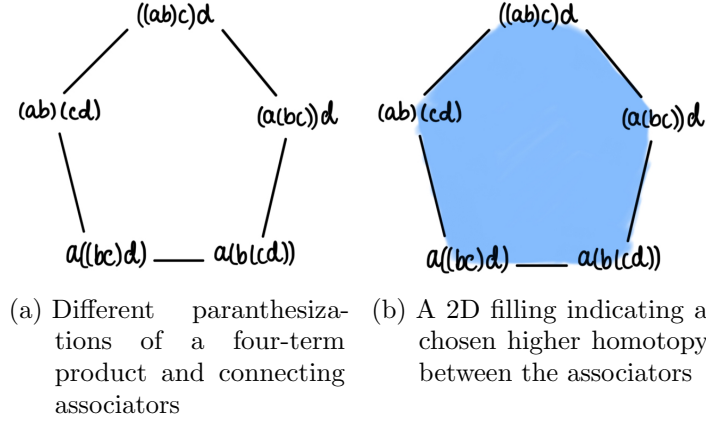 ((ab)c)d ((ab)c)d
(ab)(cd) (a(bc))d (ab)(cd) (a(bc))d
a((bc)d) a(b(cd)) a((bc)d) a(b(cd))
(a) Different paranthesiza-
tions of a four-term
product and connecting
associators
(b) A 2D filling indicating a
chosen higher homotopy
between the associators